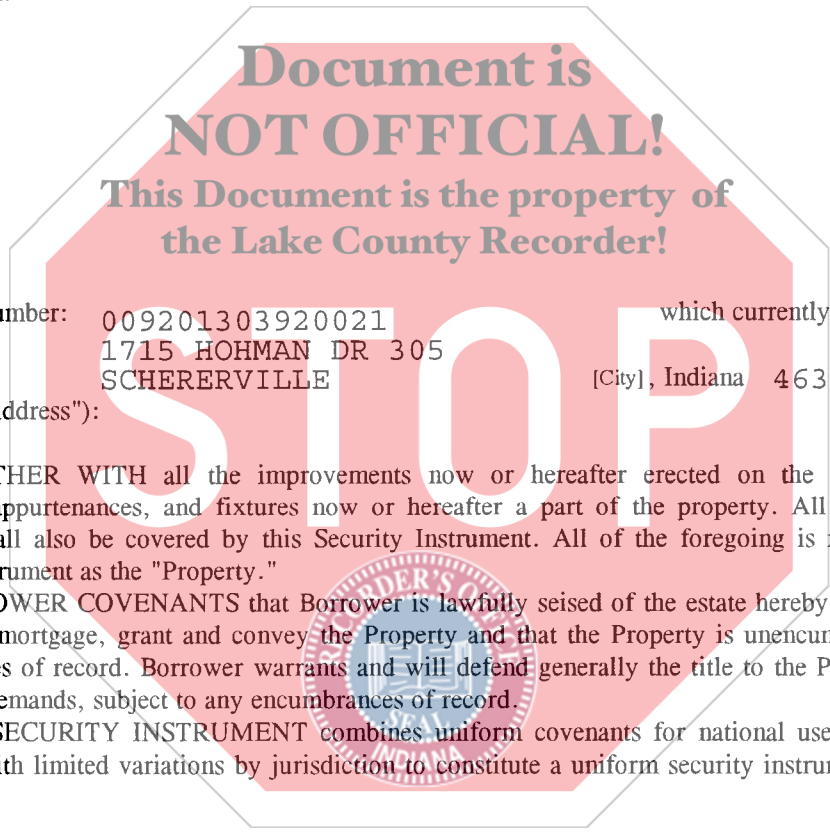 Document is
NOT OFFICIAL!
This Document is the property of
the Lake County Recorder!
STOP
umber: 009201303920021 which currently
1715 HOHMAN DR 305
SCHERERVILLE [City], Indiana 463
ddress"):
THER WITH all the improvements now or hereafter erected on the
ppurtenances, and fixtures now or hereafter a part of the property. All
all also be covered by this Security Instrument. All of the foregoing is
rument as the "Property."
OWER COVENANTS that Borrower is lawfully seised of the estate hereby
mortgage, grant and convey the Property and that the Property is unencum
es of record. Borrower warrants and will defend generally the title to the P
emands, subject to any encumbrances of record.
SECURITY INSTRUMENT combines uniform covenants for national use
ith limited variations by jurisdiction to constitute a uniform security instrum
RECORDER'S OFFICE
SEAL
INDIANA